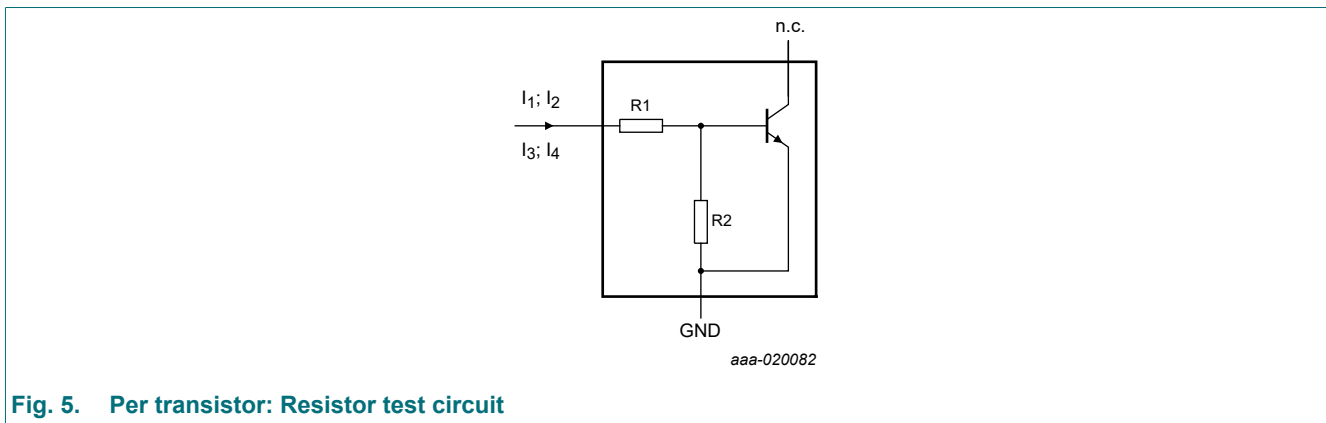 n.c.
I1; I2
R1
I3; I4
R2
GND
aaa-020082
Fig. 5. Per transistor: Resistor test circuit